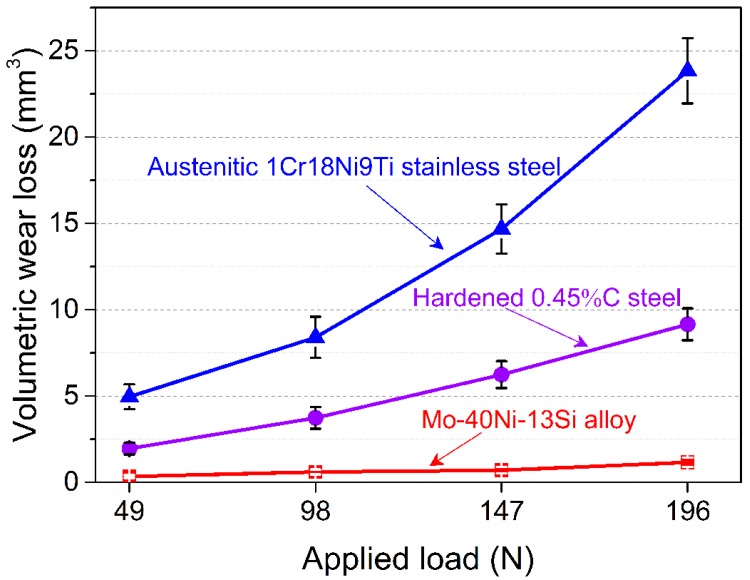 Volumetric wear loss (mm³)
25
20
15
10
5
0
Austenitic 1Cr18Ni9Ti stainless steel
Hardened 0.45%C steel
Mo-40Ni-13Si alloy
49 98 147 196
Applied load (N)